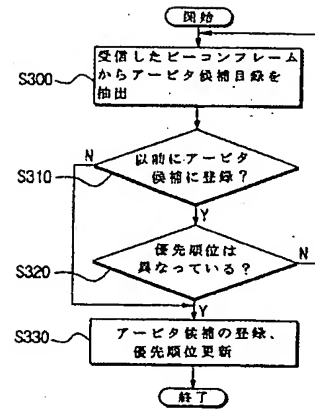 開始
S300
受信したビーコンフレーム
からアービタ候補目録を
抽出
N
S310
以前にアービタ
候補に登録?
Y
S320
優先順位は
異なっている?
N
Y
S330
アービタ候補の登録、
優先順位更新
終了